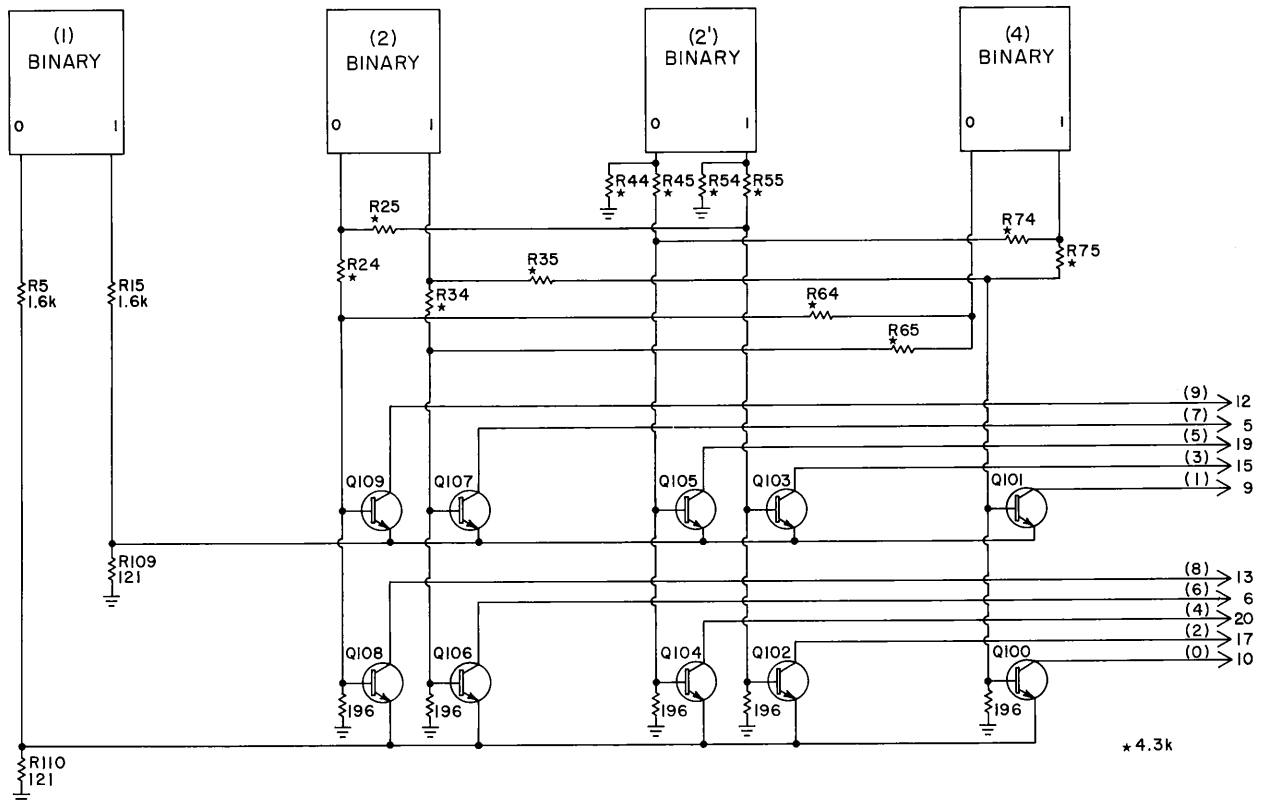 (1)
BINARY
0 1
(2)
BINARY
0 1
(2')
BINARY
0 1
(4)
BINARY
0 1
R44
★
R45
★
R54
★
R55
★
R25
★
R74
★
R24
★
R35
★
R75
★
R5
1.6k
R15
1.6k
R34
★
R64
★
R65
★
(9) 12
(7) 5
(5) 19
(3) 15
(1) 9
Q109
Q107
Q105
Q103
Q101
R109
121
(8) 13
(6) 6
(4) 20
(2) 17
(0) 10
Q108
Q106
Q104
Q102
Q100
196
196
196
196
196
R110
121
★4.3k